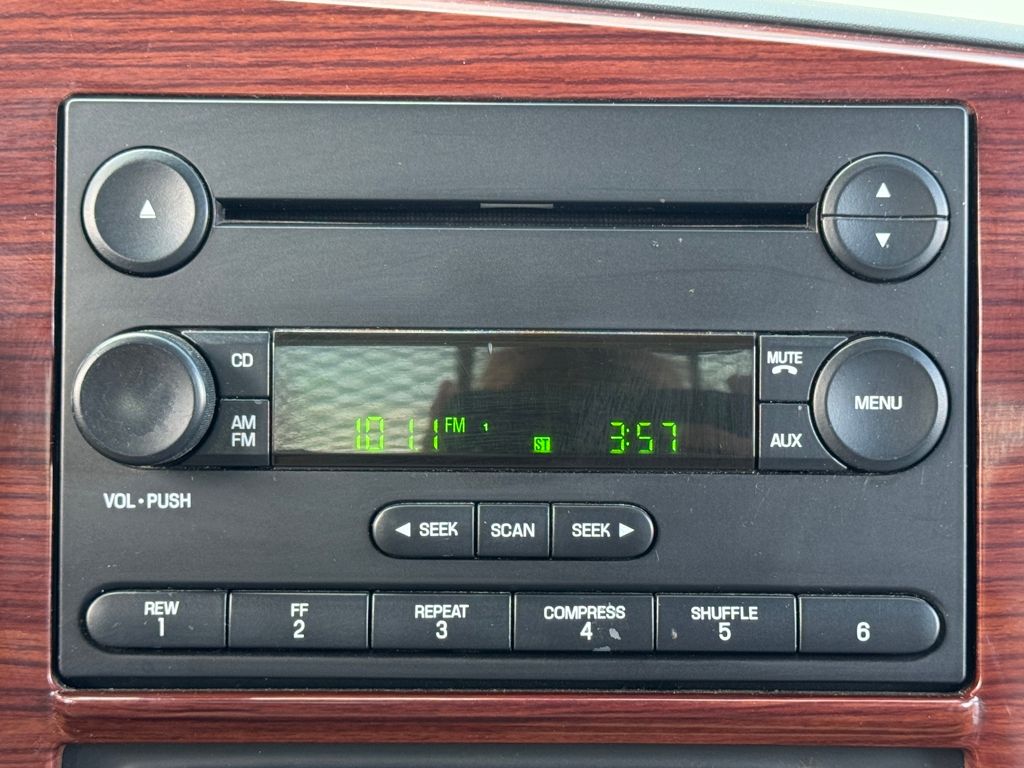 CD
MUTE
MENU
AM
FM
AUX
101.1 FM 1 ST 3:57
VOL • PUSH
◀ SEEK SCAN SEEK ▶
REW FF REPEAT COMPRESS SHUFFLE
1 2 3 4 5 6